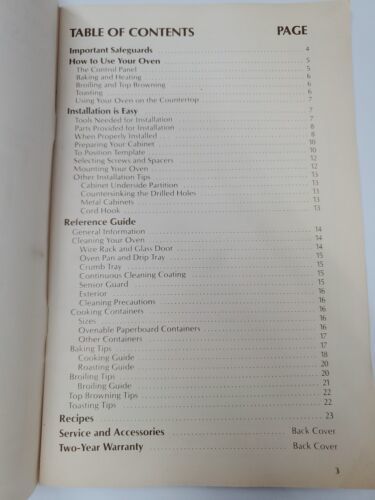 TABLE OF CONTENTS PAGE
Important Safeguards 4
How to Use Your Oven 5
The Control Panel 5
Baking and Heating 6
Broiling and Top Browning 6
Toasting 6
Using Your Oven on the Countertop 7
Installation is Easy 7
Tools Needed for Installation 7
Parts Provided for Installation 8
When Properly Installed . . . 8
Preparing Your Cabinet 10
To Position Template 10
Selecting Screws and Spacers 12
Mounting Your Oven 12
Other Installation Tips 13
Cabinet Underside Partition 13
Countersinking the Drilled Holes 13
Metal Cabinets 13
Cord Hook 13
Reference Guide
General Information 14
Cleaning Your Oven 14
Wire Rack and Glass Door 14
Oven Pan and Drip Tray 15
Crumb Tray 15
Continuous Cleaning Coating 15
Sensor Guard 15
Exterior 16
Cleaning Precautions 16
Cooking Containers 16
Sizes 16
Ovenable Paperboard Containers 16
Other Containers 17
Baking Tips 17
Cooking Guide 18
Roasting Guide 20
Broiling Tips 20
Broiling Guide 21
Top Browning Tips 22
Toasting Tips 22
Recipes 23
Service and Accessories Back Cover
Two-Year Warranty Back Cover
3